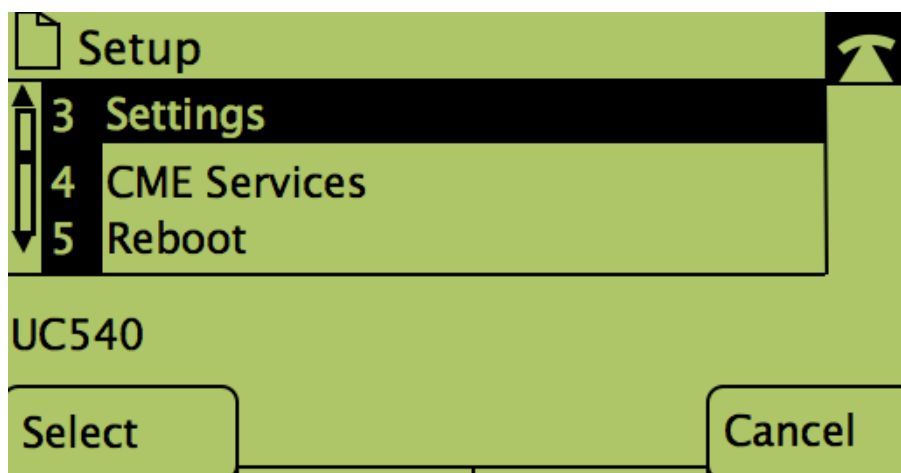 Setup
3 Settings
4 CME Services
5 Reboot
UC540
Select Cancel